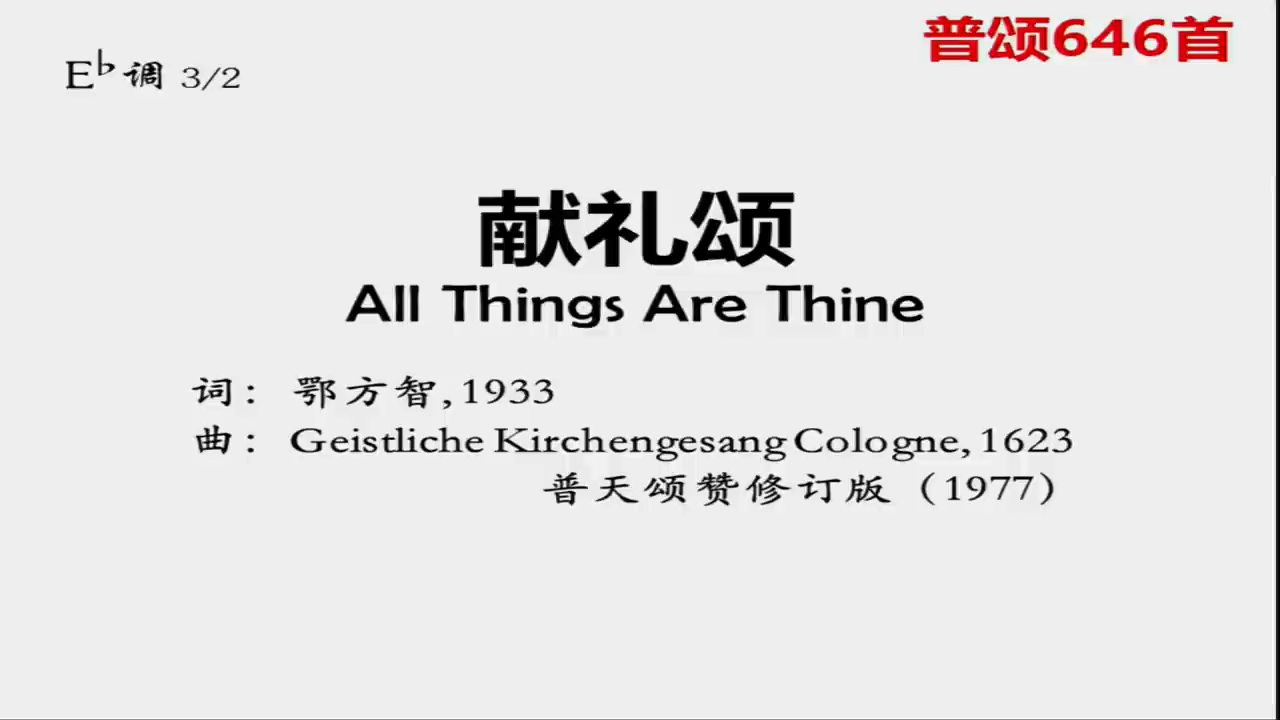 普颂646首
E♭调 3/2
献礼颂
All Things Are Thine
词： 鄂方智,1933
曲： Geistliche Kirchengesang Cologne, 1623
普天颂赞修订版（1977）